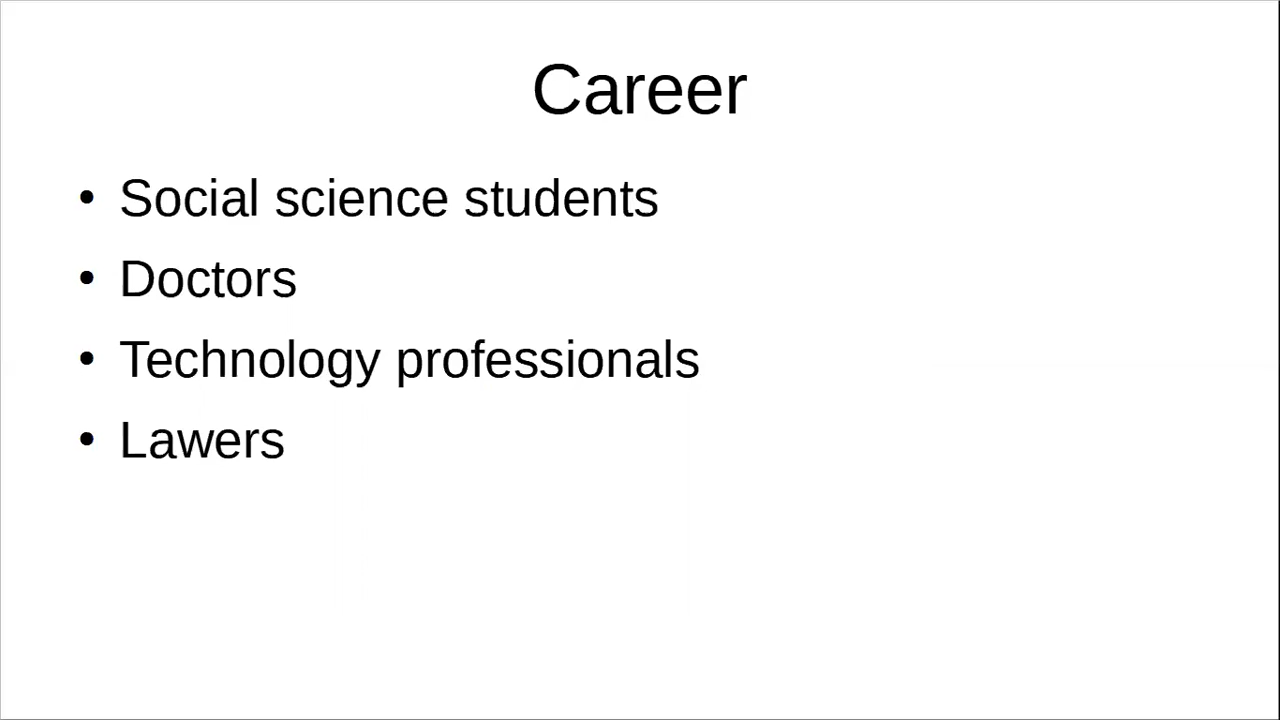 Career
• Social science students
• Doctors
• Technology professionals
• Lawers